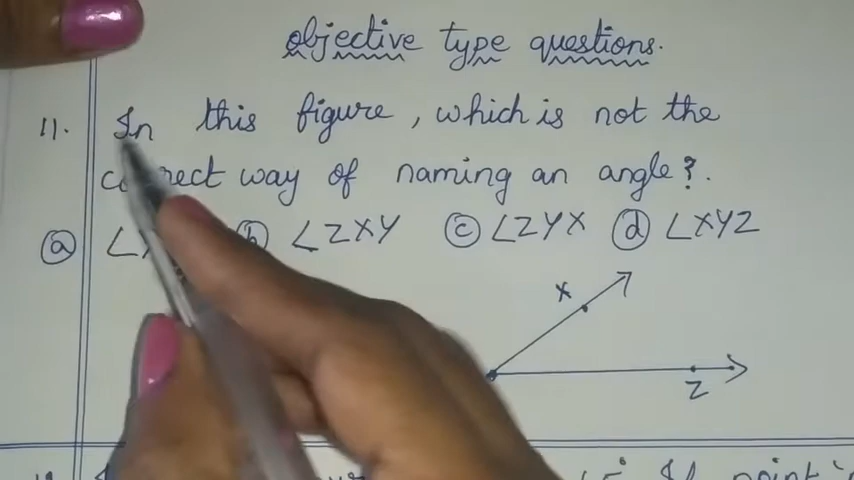 objective type questions.
11. In this figure, which is not the
correct way of naming an angle?.
a ∠ b ∠ZXY c ∠ZYX d ∠XYZ
X
Z